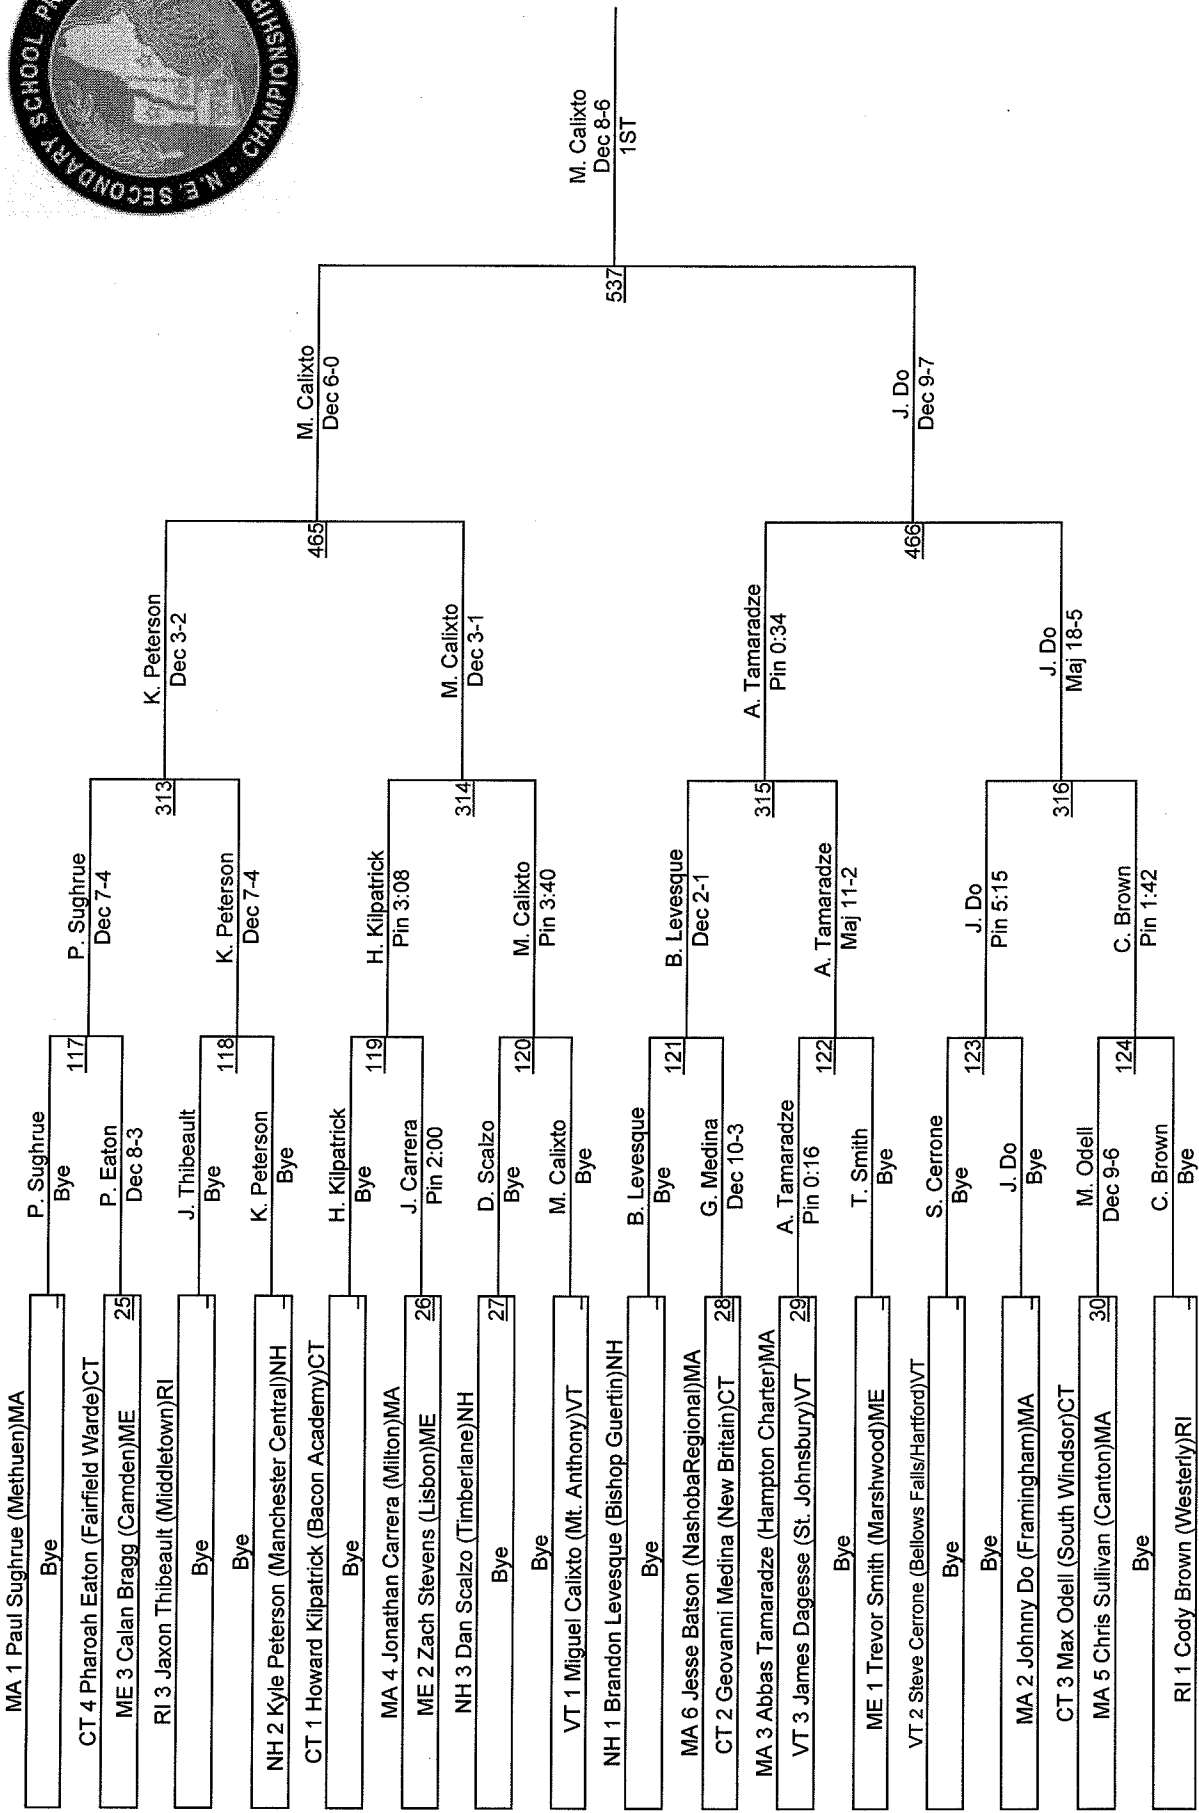 MA 1 Paul Sughrue (Methuen)MA
Bye
CT 4 Pharoah Eaton (Fairfield Warde)CT
ME 3 Calan Bragg (Camden)ME
25
RI 3 Jaxon Thibeault (Middletown)RI
Bye
Bye
NH 2 Kyle Peterson (Manchester Central)NH
CT 1 Howard Kilpatrick (Bacon Academy)CT
Bye
MA 4 Jonathan Carrera (Milton)MA
ME 2 Zach Stevens (Lisbon)ME
26
NH 3 Dan Scalzo (Timberlane)NH
Bye
27
Bye
VT 1 Miguel Calixto (Mt. Anthony)VT
NH 1 Brandon Levesque (Bishop Guertin)NH
Bye
MA 6 Jesse Batson (NashobaRegional)MA
CT 2 Geovanni Medina (New Britain)CT
28
MA 3 Abbas Tamaradze (Hampton Charter)MA
VT 3 James Dagesse (St. Johnsbury)VT
29
Bye
ME 1 Trevor Smith (Marshwood)ME
VT 2 Steve Cerrone (Bellows Falls/Hartford)VT
Bye
Bye
MA 2 Johnny Do (Framingham)MA
CT 3 Max Odell (South Windsor)CT
MA 5 Chris Sullivan (Canton)MA
30
Bye
RI 1 Cody Brown (Westerly)RI
P. Sughrue
Bye
117
P. Eaton
Dec 8-3
J. Thibeault
Bye
118
K. Peterson
Bye
H. Kilpatrick
Bye
119
J. Carrera
Pin 2:00
D. Scalzo
Bye
120
M. Calixto
Bye
B. Levesque
Bye
121
G. Medina
Dec 10-3
A. Tamaradze
Pin 0:16
122
T. Smith
Bye
S. Cerrone
Bye
123
J. Do
Bye
M. Odell
Dec 9-6
124
C. Brown
Bye
P. Sughrue
Dec 7-4
313
K. Peterson
Dec 7-4
H. Kilpatrick
Pin 3:08
314
M. Calixto
Pin 3:40
B. Levesque
Dec 2-1
315
A. Tamaradze
Maj 11-2
J. Do
Pin 5:15
316
C. Brown
Pin 1:42
K. Peterson
Dec 3-2
465
M. Calixto
Dec 3-1
A. Tamaradze
Pin 0:34
466
J. Do
Maj 18-5
M. Calixto
Dec 6-0
537
J. Do
Dec 9-7
M. Calixto
Dec 8-6
1ST
N.E. SECONDARY SCHOOL
CHAMPIONSHIP